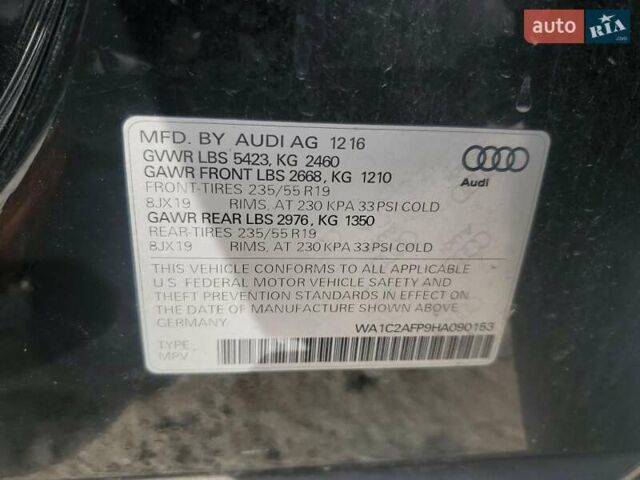 auto RIA.com
MFD. BY AUDI AG 12 16
GVWR LBS 5423, KG 2460
GAWR FRONT LBS 2668, KG 1210
FRONT-TIRES 235/55 R19
8JX19 RIMS, AT 230 KPA 33 PSI COLD
GAWR REAR LBS 2976, KG 1350
REAR-TIRES 235/55 R19
8JX19 RIMS, AT 230 KPA 33 PSI COLD
Audi
THIS VEHICLE CONFORMS TO ALL APPLICABLE
U.S. FEDERAL MOTOR VEHICLE SAFETY AND
THEFT PREVENTION STANDARDS IN EFFECT ON
THE DATE OF MANUFACTURE SHOWN ABOVE
GERMANY
WA1C2AFP9HA090153
TYPE
MPV